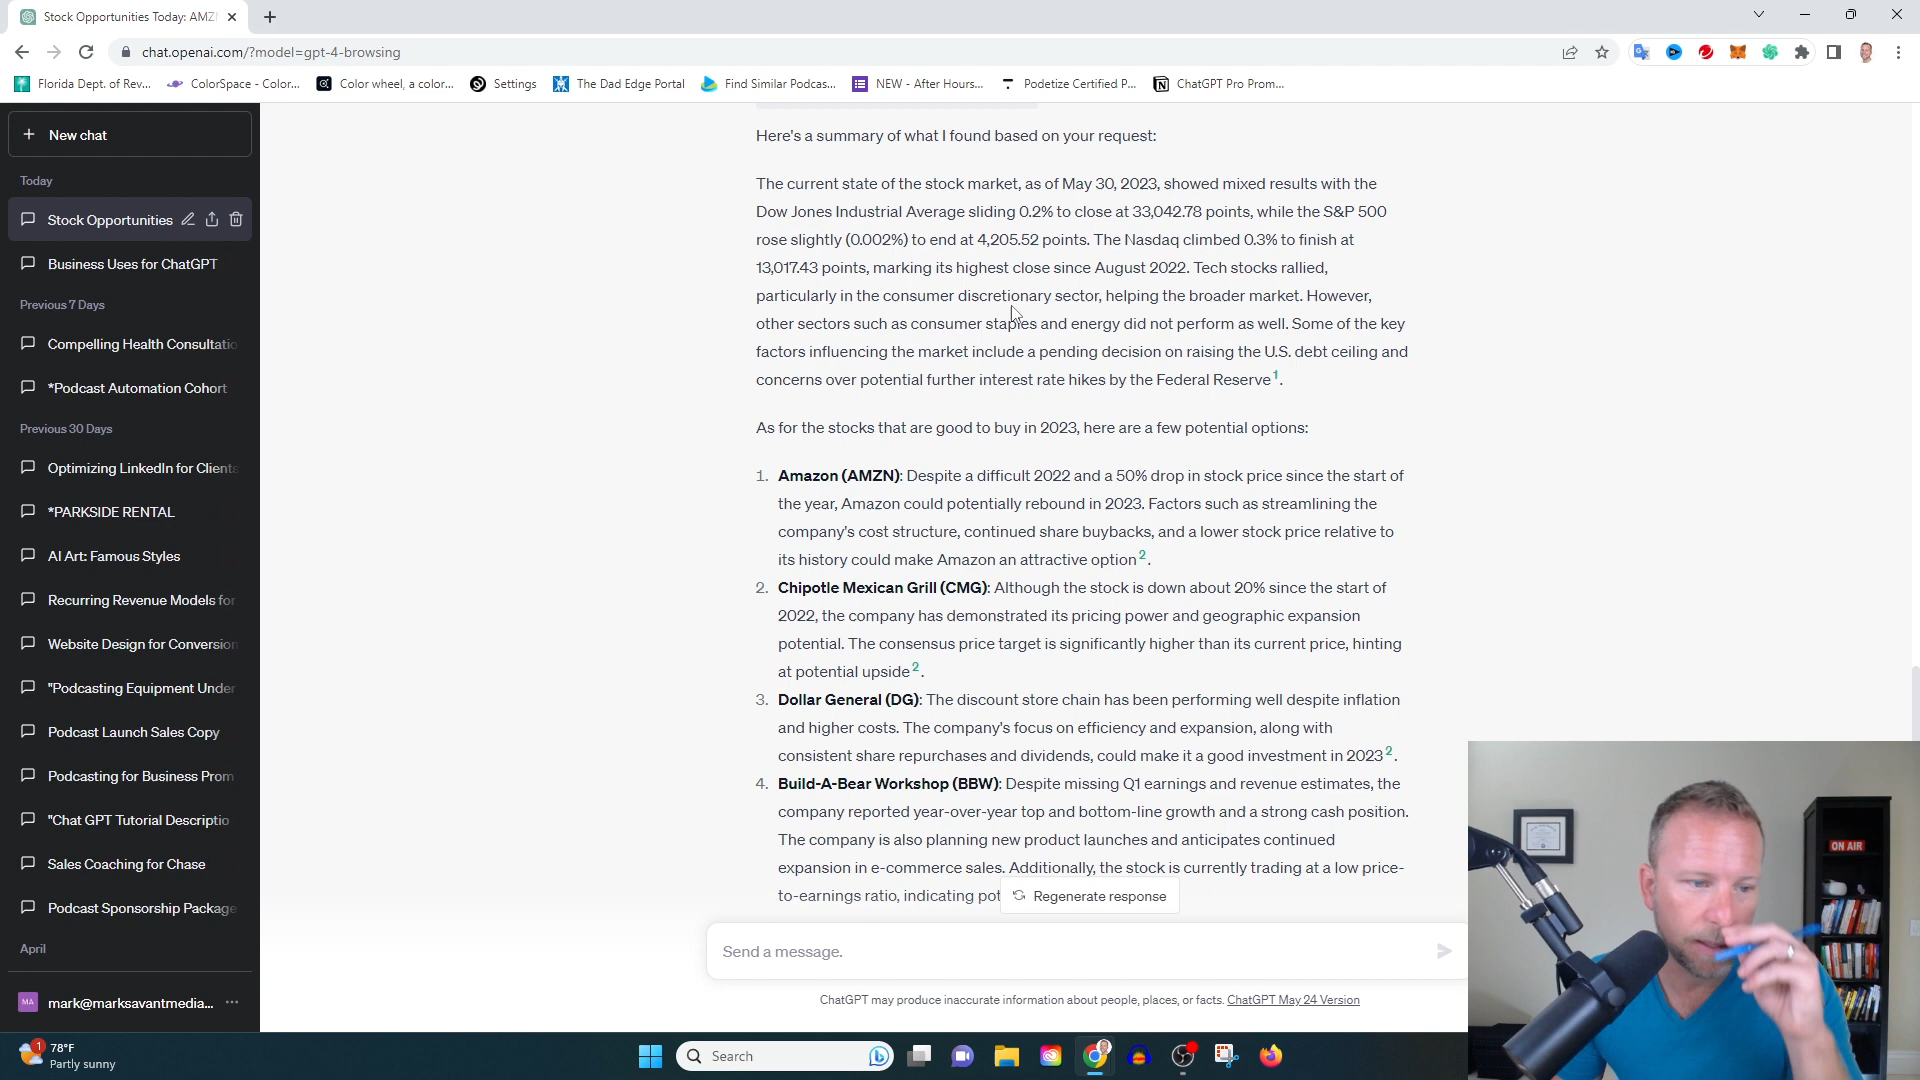 Stock Opportunities Today: AMZ
chat.openai.com/?model=gpt-4-browsing
Florida Dept. of Rev...
ColorSpace - Color...
Color wheel, a color...
Settings
The Dad Edge Portal
Find Similar Podcas...
NEW - After Hours...
Podetize Certified P...
ChatGPT Pro Prom...
New chat
Today
Stock Opportunities
Business Uses for ChatGPT
Previous 7 Days
Compelling Health Consultatio
*Podcast Automation Cohort
Previous 30 Days
Optimizing LinkedIn for Clients
*PARKSIDE RENTAL
AI Art: Famous Styles
Recurring Revenue Models for
Website Design for Conversion
"Podcasting Equipment Under
Podcast Launch Sales Copy
Podcasting for Business Prom
"Chat GPT Tutorial Descriptio
Sales Coaching for Chase
Podcast Sponsorship Package
April
MA mark@marksavantmedia...
Here's a summary of what I found based on your request:
The current state of the stock market, as of May 30, 2023, showed mixed results with the
Dow Jones Industrial Average sliding 0.2% to close at 33,042.78 points, while the S&P 500
rose slightly (0.002%) to end at 4,205.52 points. The Nasdaq climbed 0.3% to finish at
13,017.43 points, marking its highest close since August 2022. Tech stocks rallied,
particularly in the consumer discretionary sector, helping the broader market. However,
other sectors such as consumer staples and energy did not perform as well. Some of the key
factors influencing the market include a pending decision on raising the U.S. debt ceiling and
concerns over potential further interest rate hikes by the Federal Reserve 1.
As for the stocks that are good to buy in 2023, here are a few potential options:
1. Amazon (AMZN): Despite a difficult 2022 and a 50% drop in stock price since the start of
the year, Amazon could potentially rebound in 2023. Factors such as streamlining the
company's cost structure, continued share buybacks, and a lower stock price relative to
its history could make Amazon an attractive option 2.
2. Chipotle Mexican Grill (CMG): Although the stock is down about 20% since the start of
2022, the company has demonstrated its pricing power and geographic expansion
potential. The consensus price target is significantly higher than its current price, hinting
at potential upside 2.
3. Dollar General (DG): The discount store chain has been performing well despite inflation
and higher costs. The company's focus on efficiency and expansion, along with
consistent share repurchases and dividends, could make it a good investment in 2023 2.
4. Build-A-Bear Workshop (BBW): Despite missing Q1 earnings and revenue estimates, the
company reported year-over-year top and bottom-line growth and a strong cash position.
The company is also planning new product launches and anticipates continued
expansion in e-commerce sales. Additionally, the stock is currently trading at a low price-
to-earnings ratio, indicating pot
Regenerate response
Send a message.
ChatGPT may produce inaccurate information about people, places, or facts. ChatGPT May 24 Version
ON AIR
1
78°F
Partly sunny
Search